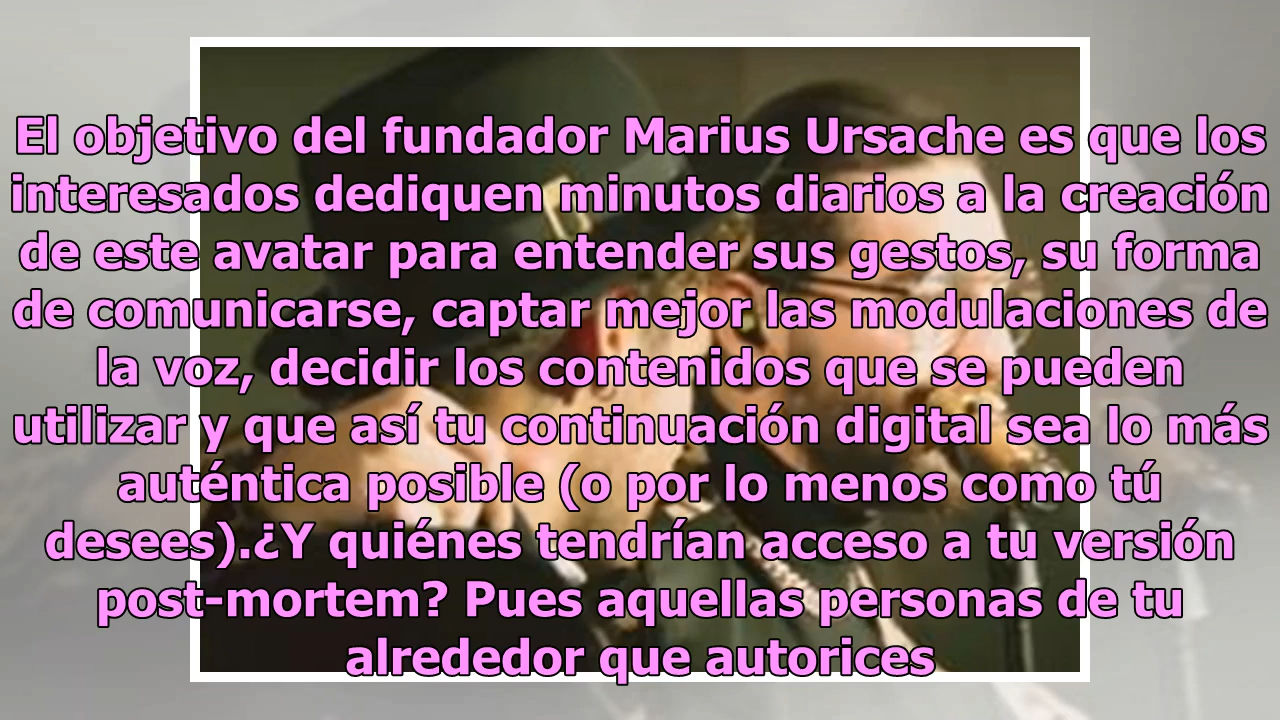 El objetivo del fundador Marius Ursache es que los
interesados dediquen minutos diarios a la creación
de este avatar para entender sus gestos, su forma
de comunicarse, captar mejor las modulaciones de
la voz, decidir los contenidos que se pueden
utilizar y que así tu continuación digital sea lo más
auténtica posible (o por lo menos como tú
desees).¿Y quiénes tendrían acceso a tu versión
post-mortem? Pues aquellas personas de tu
alrededor que autorices